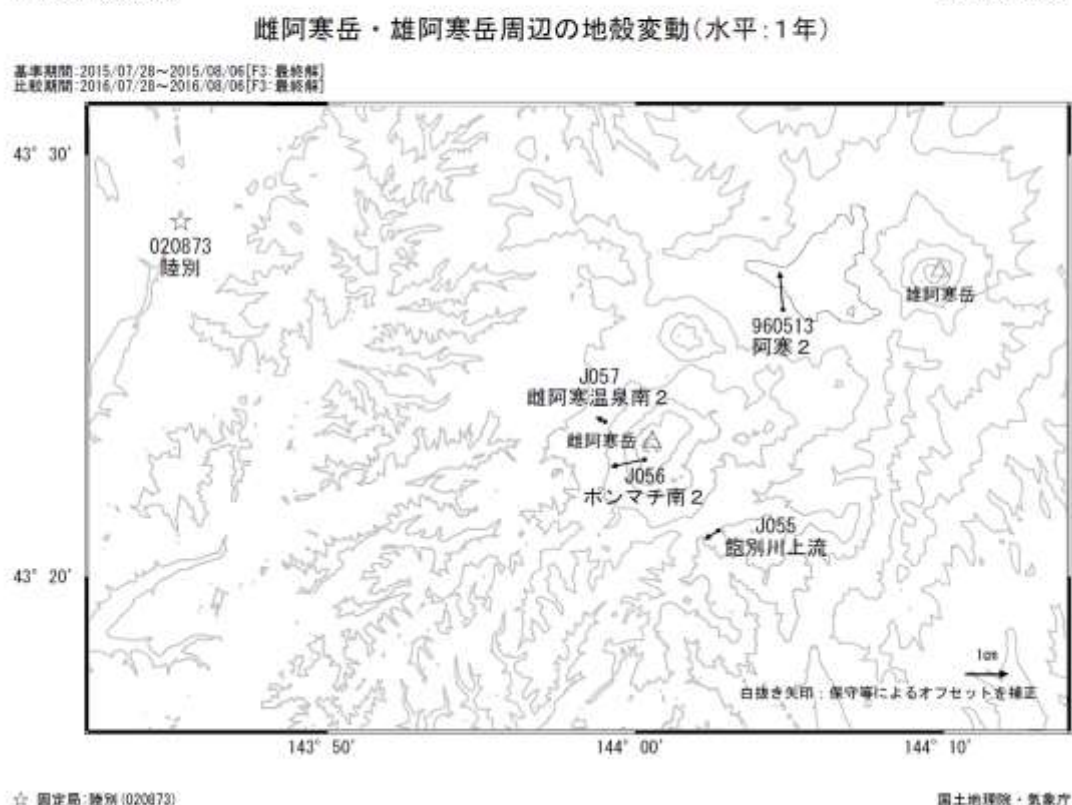 雌阿寒岳・雄阿寒岳周辺の地殻変動(水平:1年)
基準期間:2015/07/28～2015/08/06[F3:最終解]
比較期間:2016/07/28～2016/08/06[F3:最終解]
43° 30'
020873
陸別
雄阿寒岳
960513
阿寒2
J057
雌阿寒温泉南2
雌阿寒岳
J056
ポンマチ南2
J055
飽別川上流
43° 20'
1cm
白抜き矢印:保守等によるオフセットを補正
143° 50'
144° 00'
144° 10'
☆ 固定局:陸別(020873)
国土地理院・気象庁